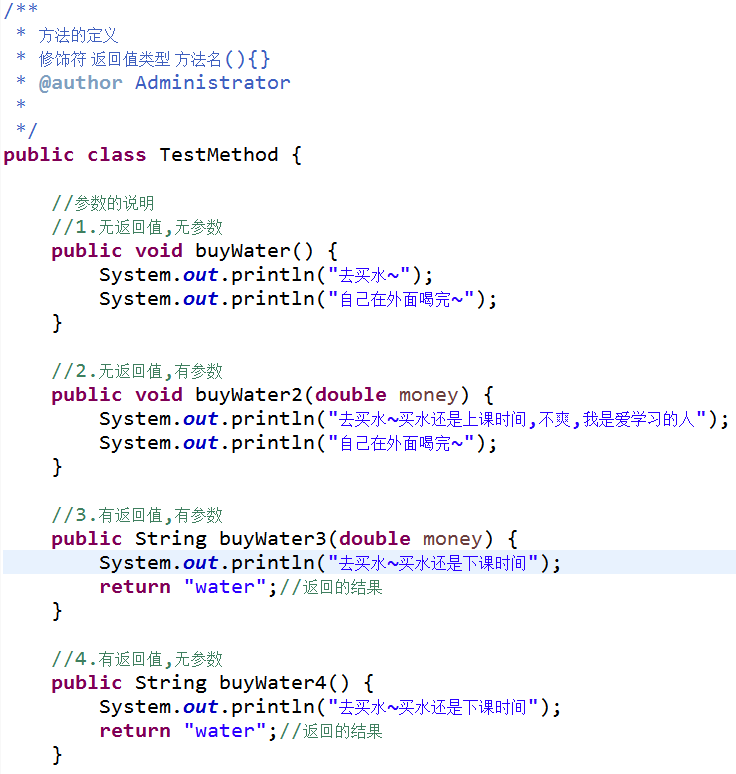 /**
 * 方法的定义
 * 修饰符 返回值类型 方法名(){}
 * @author Administrator
 *
 */
public class TestMethod {
    //参数的说明
    //1.无返回值,无参数
    public void buyWater() {
        System.out.println("去买水~");
        System.out.println("自己在外面喝完~");
    }
    //2.无返回值,有参数
    public void buyWater2(double money) {
        System.out.println("去买水~买水还是上课时间,不爽,我是爱学习的人");
        System.out.println("自己在外面喝完~");
    }
    //3.有返回值,有参数
    public String buyWater3(double money) {
        System.out.println("去买水~买水还是下课时间");
        return "water";//返回的结果
    }
    //4.有返回值,无参数
    public String buyWater4() {
        System.out.println("去买水~买水还是下课时间");
        return "water";//返回的结果
    }